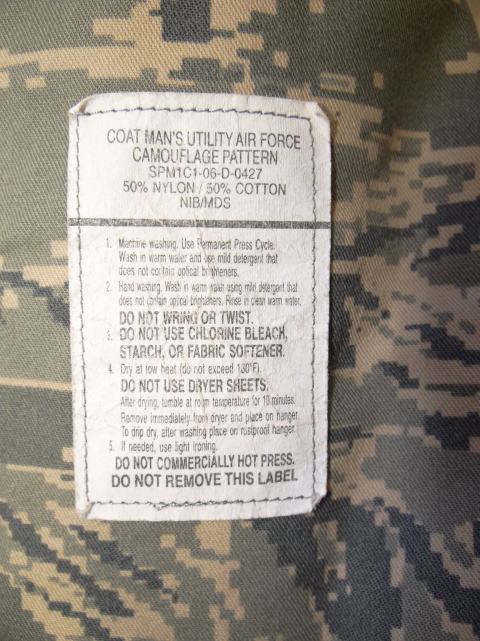 COAT MAN'S UTILITY AIR FORCE
CAMOUFLAGE PATTERN
SPM1C1-06-D-0427
50% NYLON / 50% COTTON
NIB/MDS
1. Machine washing. Use Permanent Press Cycle.
Wash in warm water and use mild detergent that
does not contain optical brighteners.
2. Hand washing. Wash in warm water using mild detergent that
does not contain optical brighteners. Rinse in clean warm water.
DO NOT WRING OR TWIST.
3. DO NOT USE CHLORINE BLEACH,
STARCH, OR FABRIC SOFTENER.
4. Dry at low heat (do not exceed 130°F).
DO NOT USE DRYER SHEETS.
After drying, tumble at room temperature for 10 minutes.
Remove immediately from dryer and place on hanger.
To drip dry, after washing place on rustproof hanger.
5. If needed, use light ironing.
DO NOT COMMERCIALLY HOT PRESS.
DO NOT REMOVE THIS LABEL